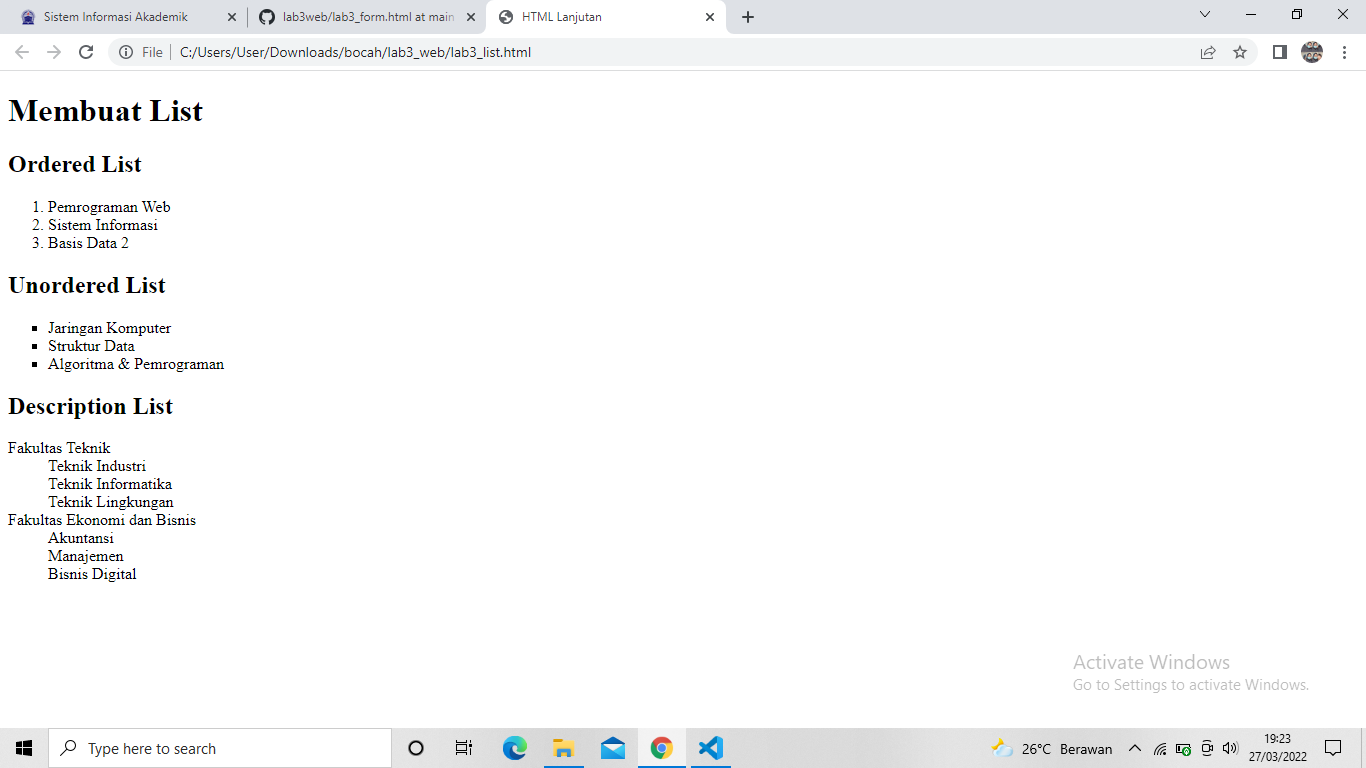 Sistem Informasi Akademik
lab3web/lab3_form.html at main
HTML Lanjutan
File
C:/Users/User/Downloads/bocah/lab3_web/lab3_list.html
Membuat List
Ordered List
1. Pemrograman Web
2. Sistem Informasi
3. Basis Data 2
Unordered List
▪ Jaringan Komputer
▪ Struktur Data
▪ Algoritma & Pemrograman
Description List
Fakultas Teknik
Teknik Industri
Teknik Informatika
Teknik Lingkungan
Fakultas Ekonomi dan Bisnis
Akuntansi
Manajemen
Bisnis Digital
Activate Windows
Go to Settings to activate Windows.
Type here to search
26°C Berawan
19:23
27/03/2022